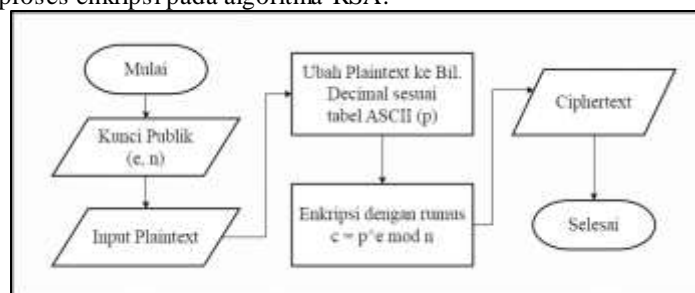 proses enkripsi pada algoritma RSA.
Mulai
Kunci Publik
(e, n)
Input Plaintext
Ubah Plaintext ke Bil.
Decimal sesuai
tabel ASCII (p)
Enkripsi dengan rumus
c = p^e mod n
Ciphertext
Selesai